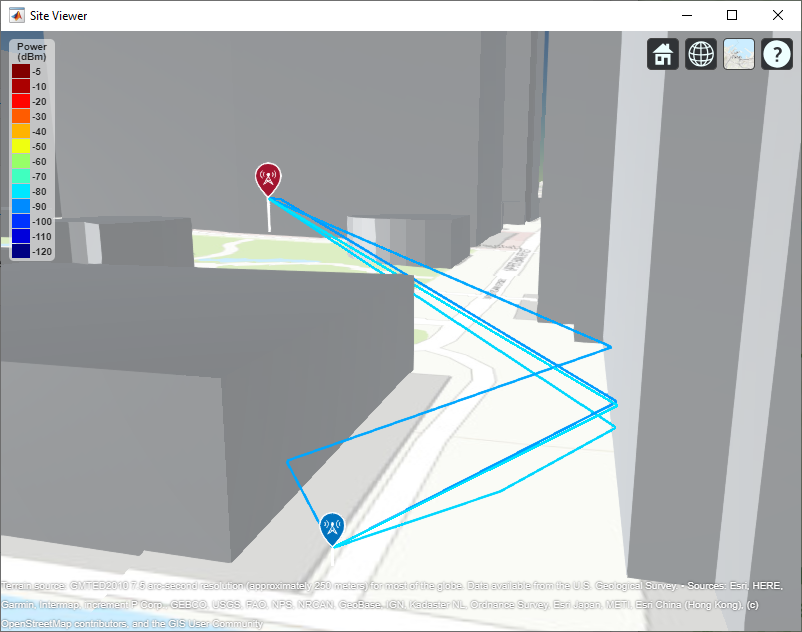 Site Viewer
Power
(dBm)
-5
-10
-20
-30
-40
-50
-60
-70
-80
-90
-100
-110
-120
?
Terrain source: GMTED2010 7.5 arc-second resolution (approximately 250 meters) for most of the globe. Data available from the U.S. Geological Survey. - Sources: Esri, HERE,
Garmin, Intermap, increment P Corp., GEBCO, USGS, FAO, NPS, NRCAN, GeoBase, IGN, Kadaster NL, Ordnance Survey, Esri Japan, METI, Esri China (Hong Kong), (c)
OpenStreetMap contributors, and the GIS User Community